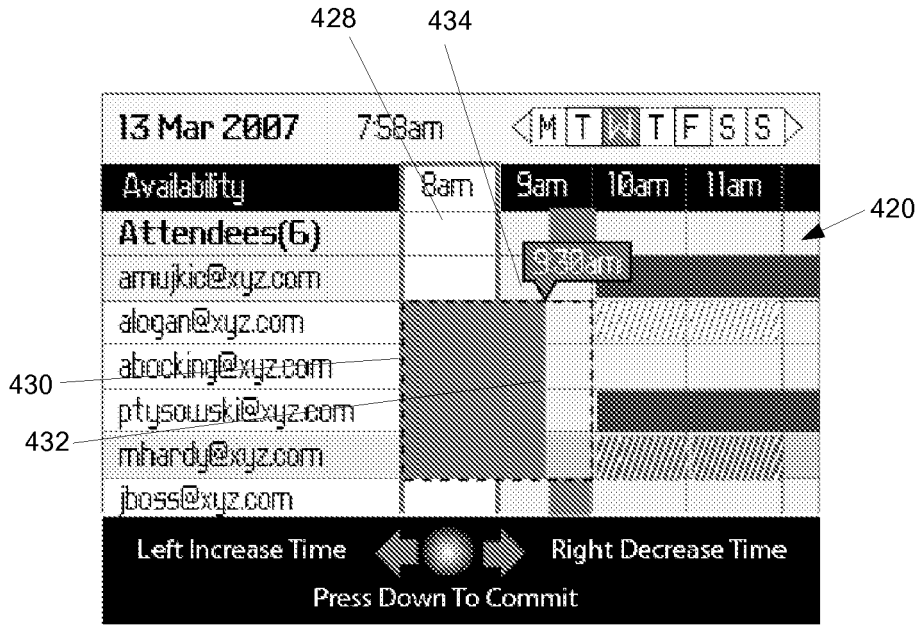 428 434
13 Mar 2007 7:58am M T W T F S S
Availability 8am 9am 10am 11am
420
Attendees(6)
9:30am
amujkic@xyz.com
alogan@xyz.com
abocking@xyz.com
430
ptysowski@xyz.com
432
mhardy@xyz.com
jboss@xyz.com
Left Increase Time Right Decrease Time
Press Down To Commit